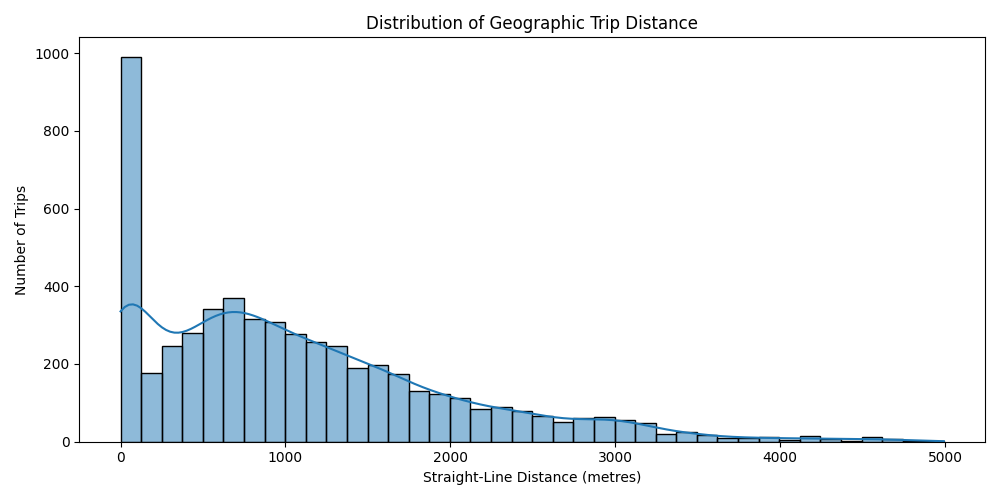 Distribution of Geographic Trip Distance
1000
800
600
400
200
0
Number of Trips
0 1000 2000 3000 4000 5000
Straight-Line Distance (metres)